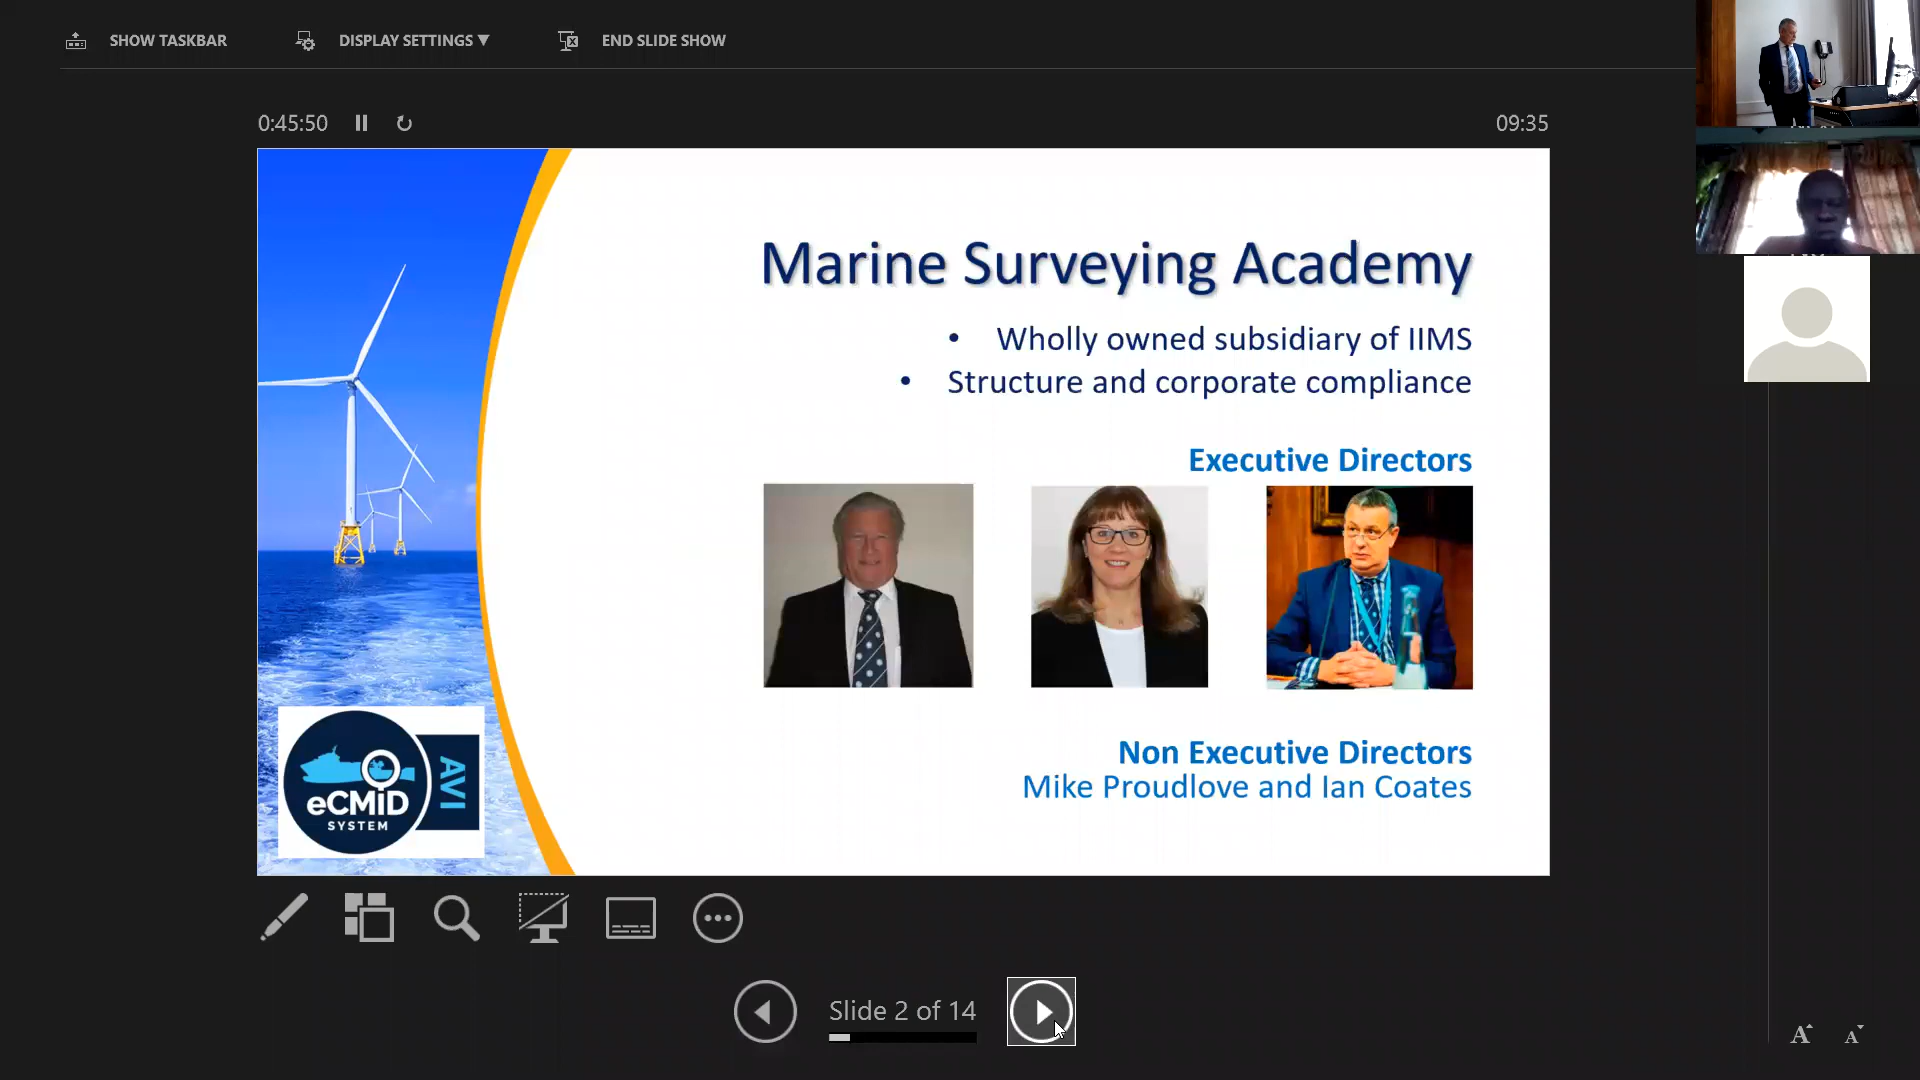 SHOW TASKBAR
DISPLAY SETTINGS ▼
END SLIDE SHOW
0:45:50
09:35
Marine Surveying Academy
• Wholly owned subsidiary of IIMS
• Structure and corporate compliance
Executive Directors
Non Executive Directors
Mike Proudlove and Ian Coates
eCMID
SYSTEM
AVI
Slide 2 of 14
A
A